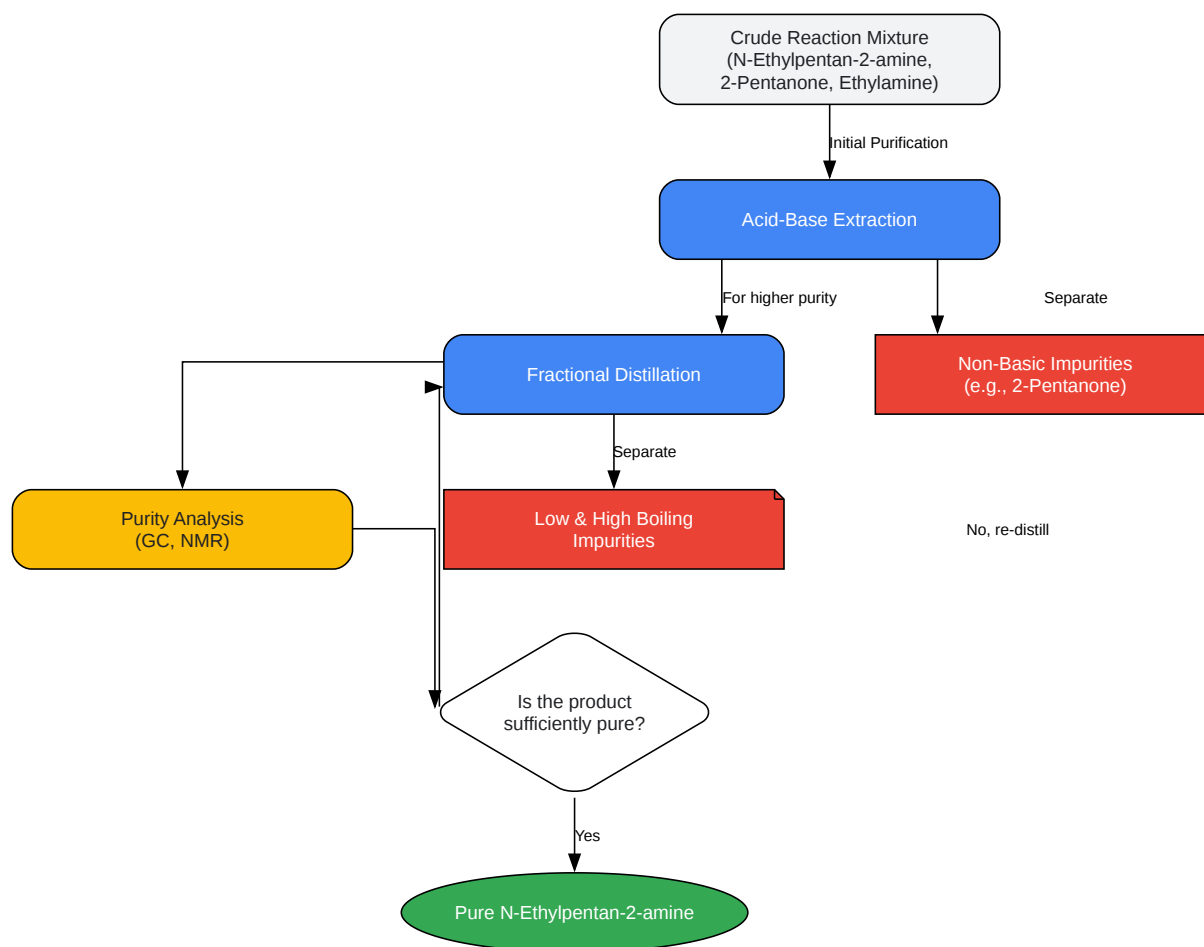 Crude Reaction Mixture
(N-Ethylpentan-2-amine,
2-Pentanone, Ethylamine)
Initial Purification
Acid-Base Extraction
For higher purity
Separate
Fractional Distillation
Non-Basic Impurities
(e.g., 2-Pentanone)
Separate
Purity Analysis
(GC, NMR)
Low & High Boiling
Impurities
No, re-distill
Is the product
sufficiently pure?
Yes
Pure N-Ethylpentan-2-amine